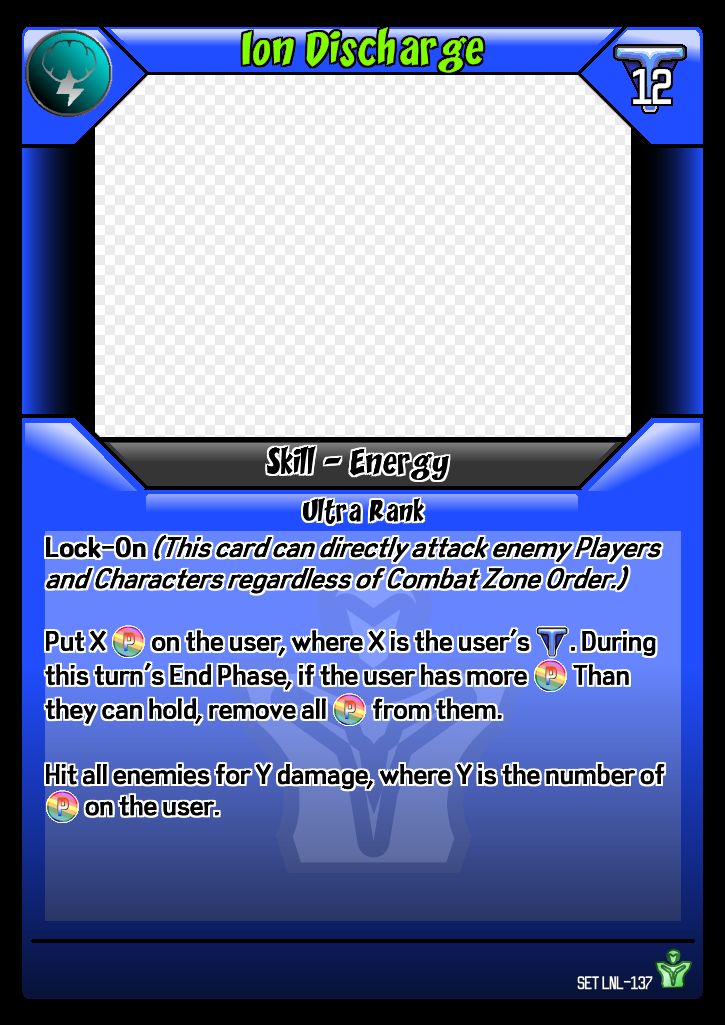 Ion Discharge
T
12
Skill - Energy
Ultra Rank
Lock-On (This card can directly attack enemy Players
and Characters regardless of Combat Zone Order.)
Put X P on the user, where X is the user's T. During
this turn's End Phase, if the user has more P Than
they can hold, remove all P from them.
Hit all enemies for Y damage, where Y is the number of
P on the user.
SET LNL-137